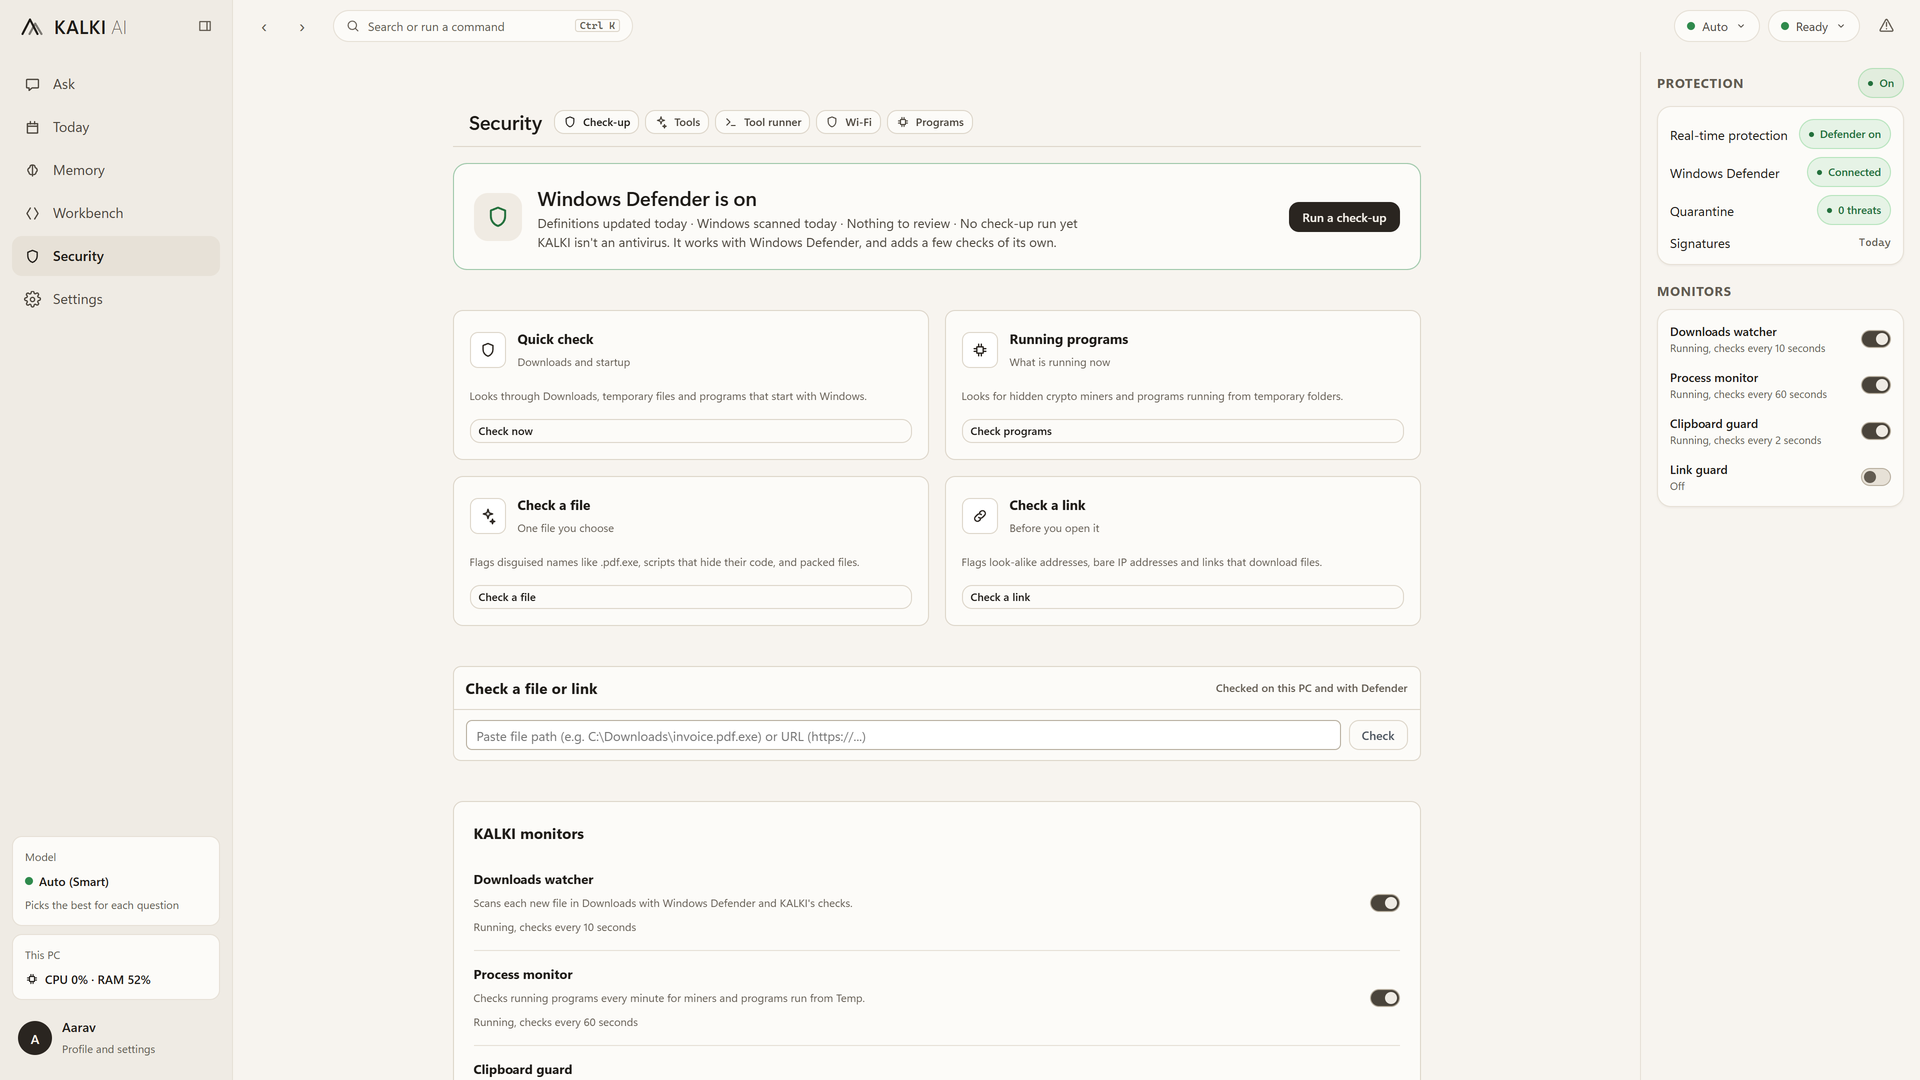 KALKI AI
Ask
Today
Memory
Workbench
Security
Settings
Model
Auto (Smart)
Picks the best for each question
This PC
CPU 0% · RAM 52%
A
Aarav
Profile and settings
Search or run a command
Ctrl K
Auto
Ready
Security
Check-up
Tools
Tool runner
Wi-Fi
Programs
Windows Defender is on
Definitions updated today · Windows scanned today · Nothing to review · No check-up run yet
KALKI isn't an antivirus. It works with Windows Defender, and adds a few checks of its own.
Run a check-up
Quick check
Downloads and startup
Looks through Downloads, temporary files and programs that start with Windows.
Check now
Running programs
What is running now
Looks for hidden crypto miners and programs running from temporary folders.
Check programs
Check a file
One file you choose
Flags disguised names like .pdf.exe, scripts that hide their code, and packed files.
Check a file
Check a link
Before you open it
Flags look-alike addresses, bare IP addresses and links that download files.
Check a link
Check a file or link
Checked on this PC and with Defender
Paste file path (e.g. C:\Downloads\invoice.pdf.exe) or URL (https://...)
Check
KALKI monitors
Downloads watcher
Scans each new file in Downloads with Windows Defender and KALKI's checks.
Running, checks every 10 seconds
Process monitor
Checks running programs every minute for miners and programs run from Temp.
Running, checks every 60 seconds
Clipboard guard
PROTECTION
On
Real-time protection
Defender on
Windows Defender
Connected
Quarantine
0 threats
Signatures
Today
MONITORS
Downloads watcher
Running, checks every 10 seconds
Process monitor
Running, checks every 60 seconds
Clipboard guard
Running, checks every 2 seconds
Link guard
Off